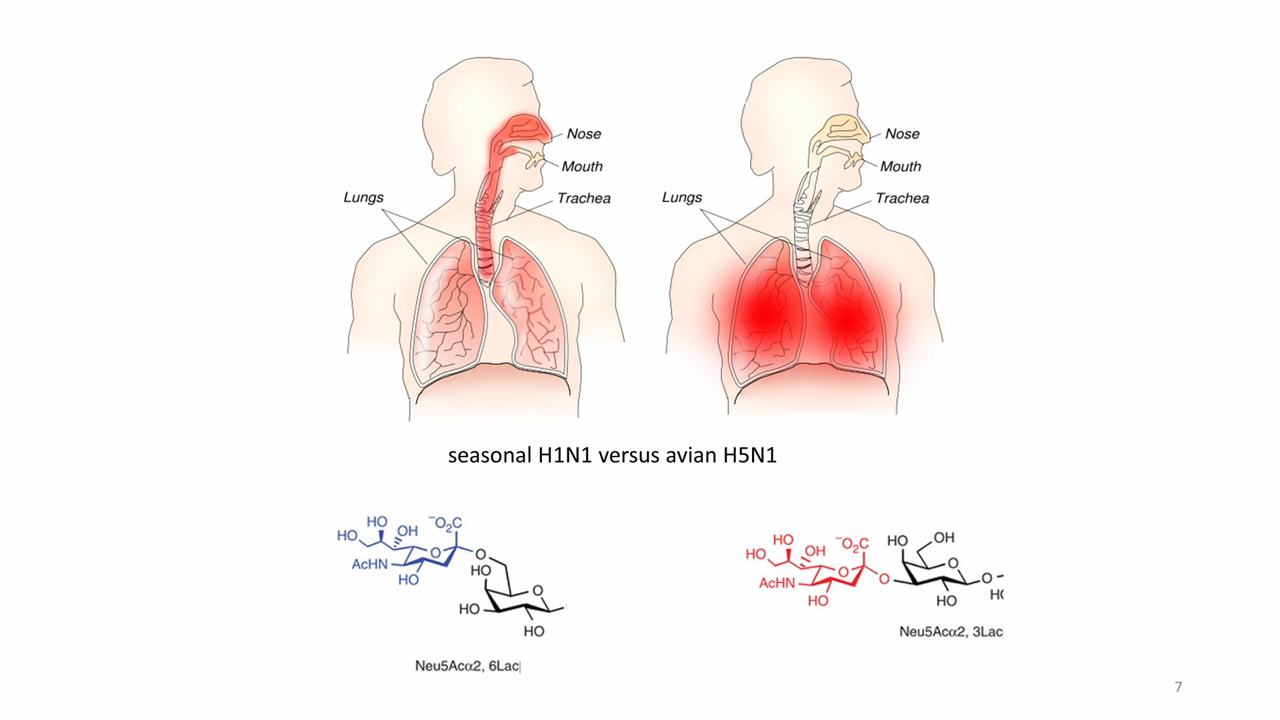 Nose
Mouth
Lungs
Trachea
Nose
Mouth
Lungs
Trachea
seasonal H1N1 versus avian H5N1
HO
HO
OH
⁻O₂C
AcHN
O
O
HO
HO
O
HO
HO
Neu5Acα2, 6Lac
HO
HO
OH
⁻O₂C
HO
OH
AcHN
O
O
O
O
HO
HO
HO
Neu5Acα2, 3Lac
7